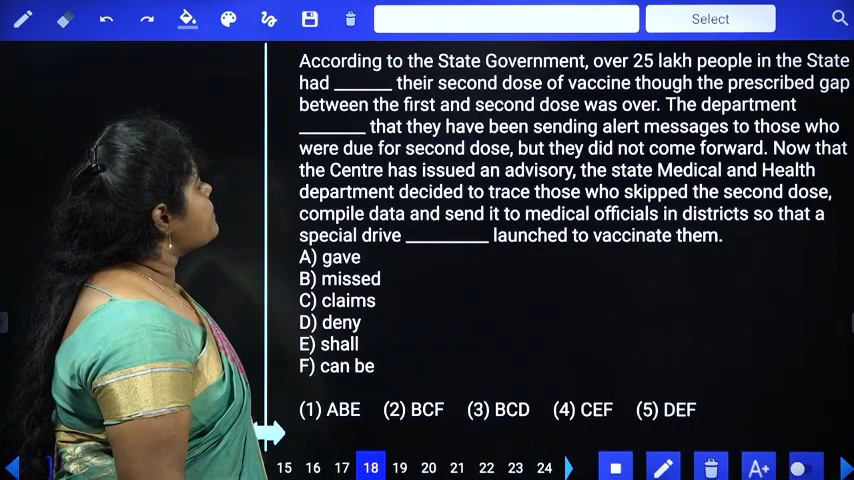 Select
According to the State Government, over 25 lakh people in the State
had ______ their second dose of vaccine though the prescribed gap
between the first and second dose was over. The department
_______ that they have been sending alert messages to those who
were due for second dose, but they did not come forward. Now that
the Centre has issued an advisory, the state Medical and Health
department decided to trace those who skipped the second dose,
compile data and send it to medical officials in districts so that a
special drive _________ launched to vaccinate them.
A) gave
B) missed
C) claims
D) deny
E) shall
F) can be
(1) ABE (2) BCF (3) BCD (4) CEF (5) DEF
15 16 17 18 19 20 21 22 23 24
A+